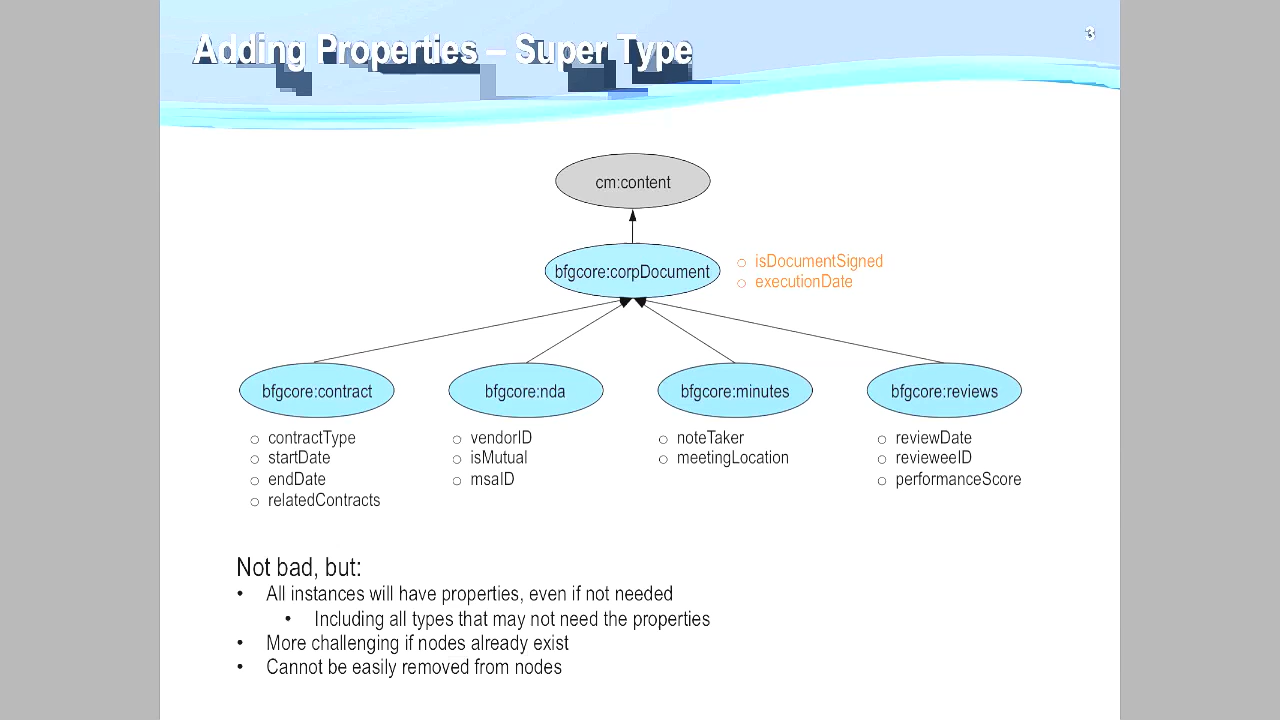 Adding Properties – Super Type
3
cm:content
bfgcore:corpDocument
isDocumentSigned
executionDate
bfgcore:contract
bfgcore:nda
bfgcore:minutes
bfgcore:reviews
contractType
startDate
endDate
relatedContracts
vendorID
isMutual
msaID
noteTaker
meetingLocation
reviewDate
revieweeID
performanceScore
Not bad, but:
• All instances will have properties, even if not needed
• Including all types that may not need the properties
• More challenging if nodes already exist
• Cannot be easily removed from nodes